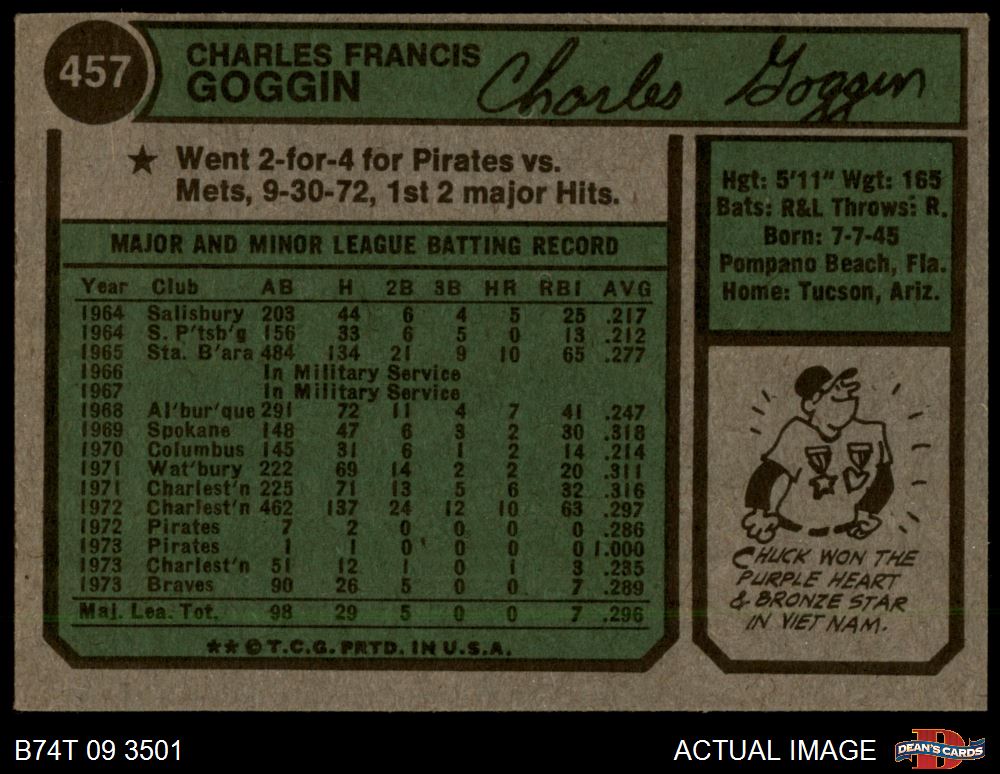 457
CHARLES FRANCIS
GOGGIN
Charles Goggin
★ Went 2-for-4 for Pirates vs.
Mets, 9-30-72, 1st 2 major Hits.
MAJOR AND MINOR LEAGUE BATTING RECORD
Year Club AB H 2B 3B HR RBI AVG
1964 Salisbury 203 44 6 4 5 25 .217
1964 S. P'tsb'g 156 33 6 5 0 13 .212
1965 Sta. B'ara 484 134 21 9 10 65 .277
1966 In Military Service
1967 In Military Service
1968 Al'bur'que 291 72 11 4 7 41 .247
1969 Spokane 148 47 6 3 2 30 .318
1970 Columbus 145 31 6 1 2 14 .214
1971 Wat'bury 222 69 14 2 2 20 .311
1971 Charlest'n 225 71 13 5 6 32 .316
1972 Charlest'n 462 137 24 12 10 63 .297
1972 Pirates 7 2 0 0 0 0 .286
1973 Pirates 1 1 0 0 0 0 1.000
1973 Charlest'n 51 12 1 0 1 3 .235
1973 Braves 90 26 5 0 0 7 .289
Maj. Lea. Tot. 98 29 5 0 0 7 .296
★★©T.C.G. PRTD. IN U.S.A.
Hgt: 5'11" Wgt: 165
Bats: R&L Throws: R.
Born: 7-7-45
Pompano Beach, Fla.
Home: Tucson, Ariz.
CHUCK WON THE
PURPLE HEART
& BRONZE STAR
IN VIET NAM.
B74T 09 3501
ACTUAL IMAGE
D
DEAN'S CARDS